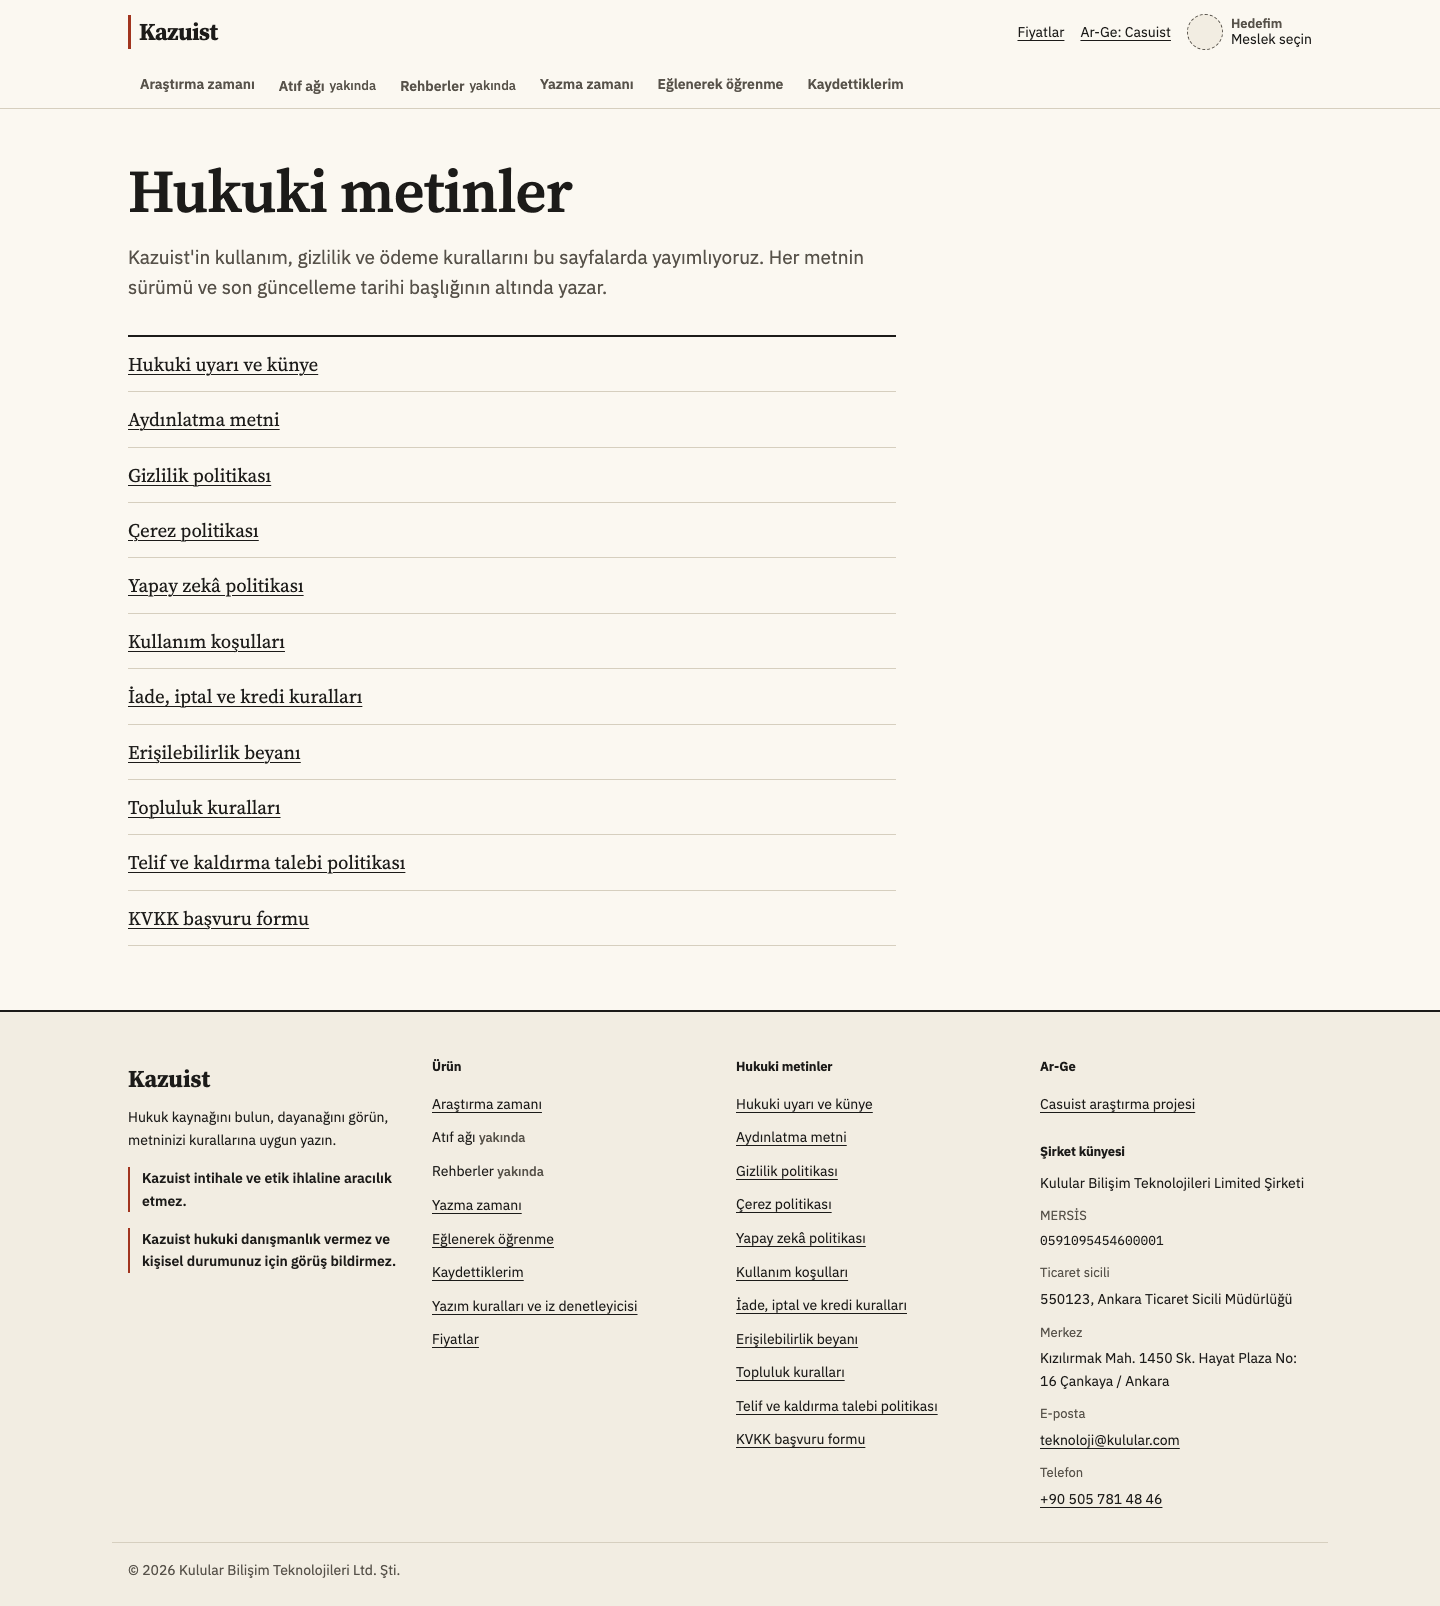 Kazuist
Fiyatlar
Ar-Ge: Casuist
Hedefim
Meslek seçin
Araştırma zamanı
Atıf ağı yakında
Rehberler yakında
Yazma zamanı
Eğlenerek öğrenme
Kaydettiklerim
Hukuki metinler
Kazuist'in kullanım, gizlilik ve ödeme kurallarını bu sayfalarda yayımlıyoruz. Her metnin
sürümü ve son güncelleme tarihi başlığının altında yazar.
Hukuki uyarı ve künye
Aydınlatma metni
Gizlilik politikası
Çerez politikası
Yapay zekâ politikası
Kullanım koşulları
İade, iptal ve kredi kuralları
Erişilebilirlik beyanı
Topluluk kuralları
Telif ve kaldırma talebi politikası
KVKK başvuru formu
Kazuist
Hukuk kaynağını bulun, dayanağını görün,
metninizi kurallarına uygun yazın.
Kazuist intihale ve etik ihlaline aracılık
etmez.
Kazuist hukuki danışmanlık vermez ve
kişisel durumunuz için görüş bildirmez.
Ürün
Araştırma zamanı
Atıf ağı yakında
Rehberler yakında
Yazma zamanı
Eğlenerek öğrenme
Kaydettiklerim
Yazım kuralları ve iz denetleyicisi
Fiyatlar
Hukuki metinler
Hukuki uyarı ve künye
Aydınlatma metni
Gizlilik politikası
Çerez politikası
Yapay zekâ politikası
Kullanım koşulları
İade, iptal ve kredi kuralları
Erişilebilirlik beyanı
Topluluk kuralları
Telif ve kaldırma talebi politikası
KVKK başvuru formu
Ar-Ge
Casuist araştırma projesi
Şirket künyesi
Kulular Bilişim Teknolojileri Limited Şirketi
MERSİS
0591095454600001
Ticaret sicili
550123, Ankara Ticaret Sicili Müdürlüğü
Merkez
Kızılırmak Mah. 1450 Sk. Hayat Plaza No:
16 Çankaya / Ankara
E-posta
teknoloji@kulular.com
Telefon
+90 505 781 48 46
© 2026 Kulular Bilişim Teknolojileri Ltd. Şti.